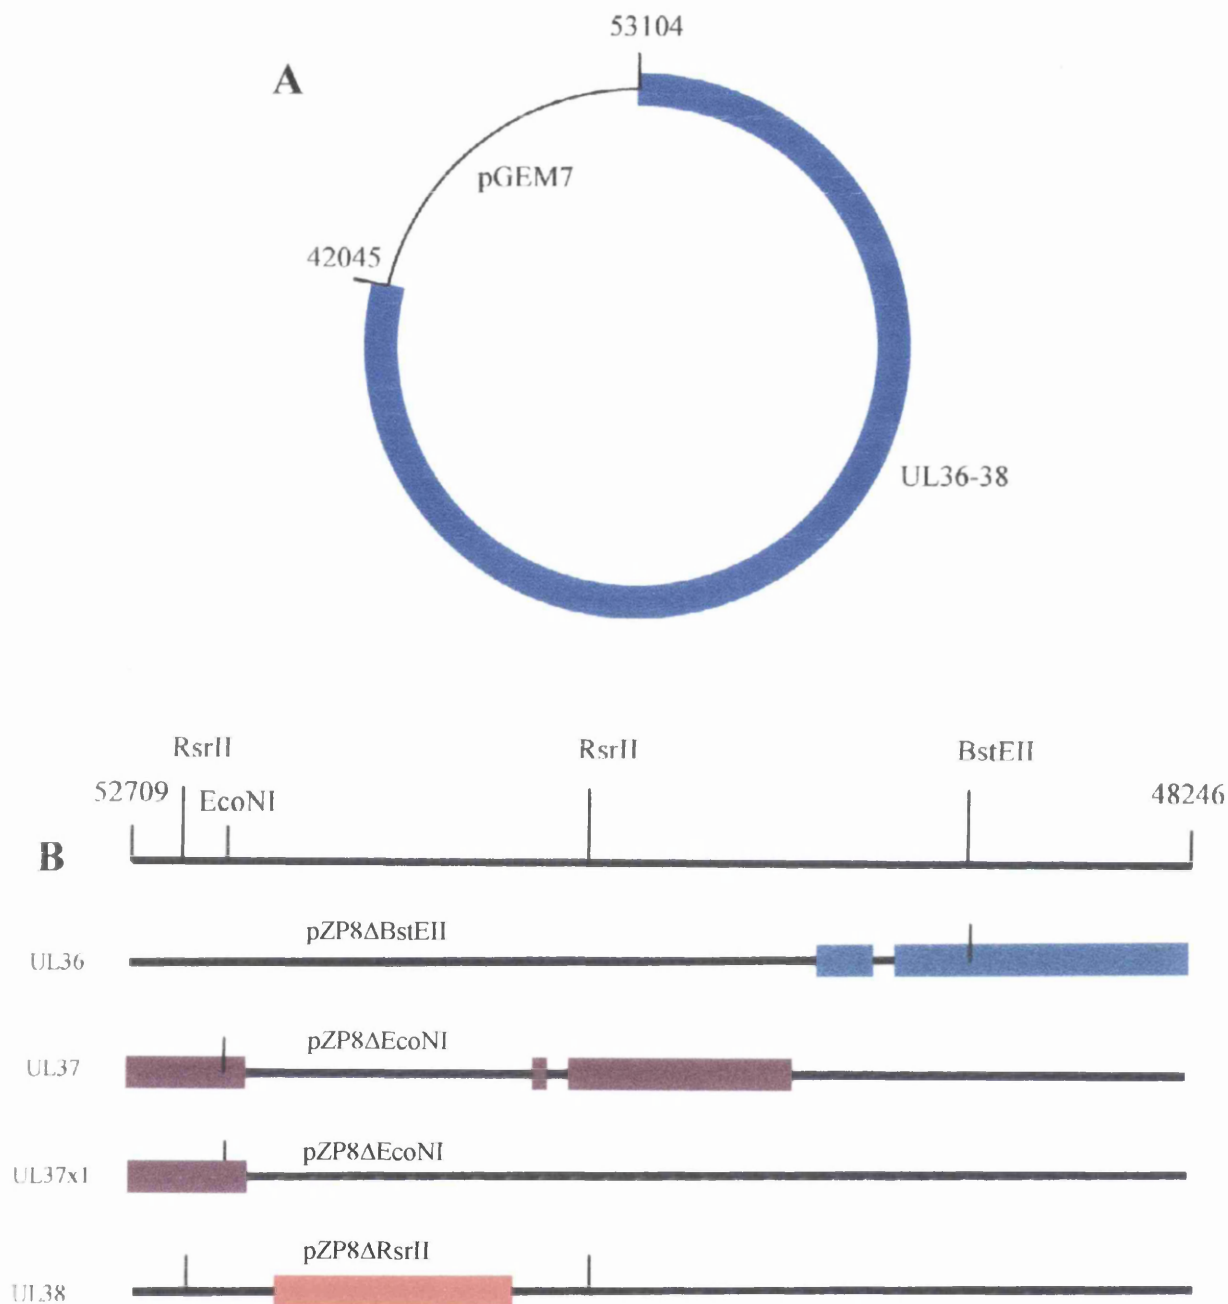 53104
A
pGEM7
42045
UL36-38
RsrII
RsrII
BstEII
52709
EcoNI
48246
B
pZP8ΔBstEII
UL36
pZP8ΔEcoNI
UL37
pZP8ΔEcoNI
UL37x1
pZP8ΔRsrII
UL38